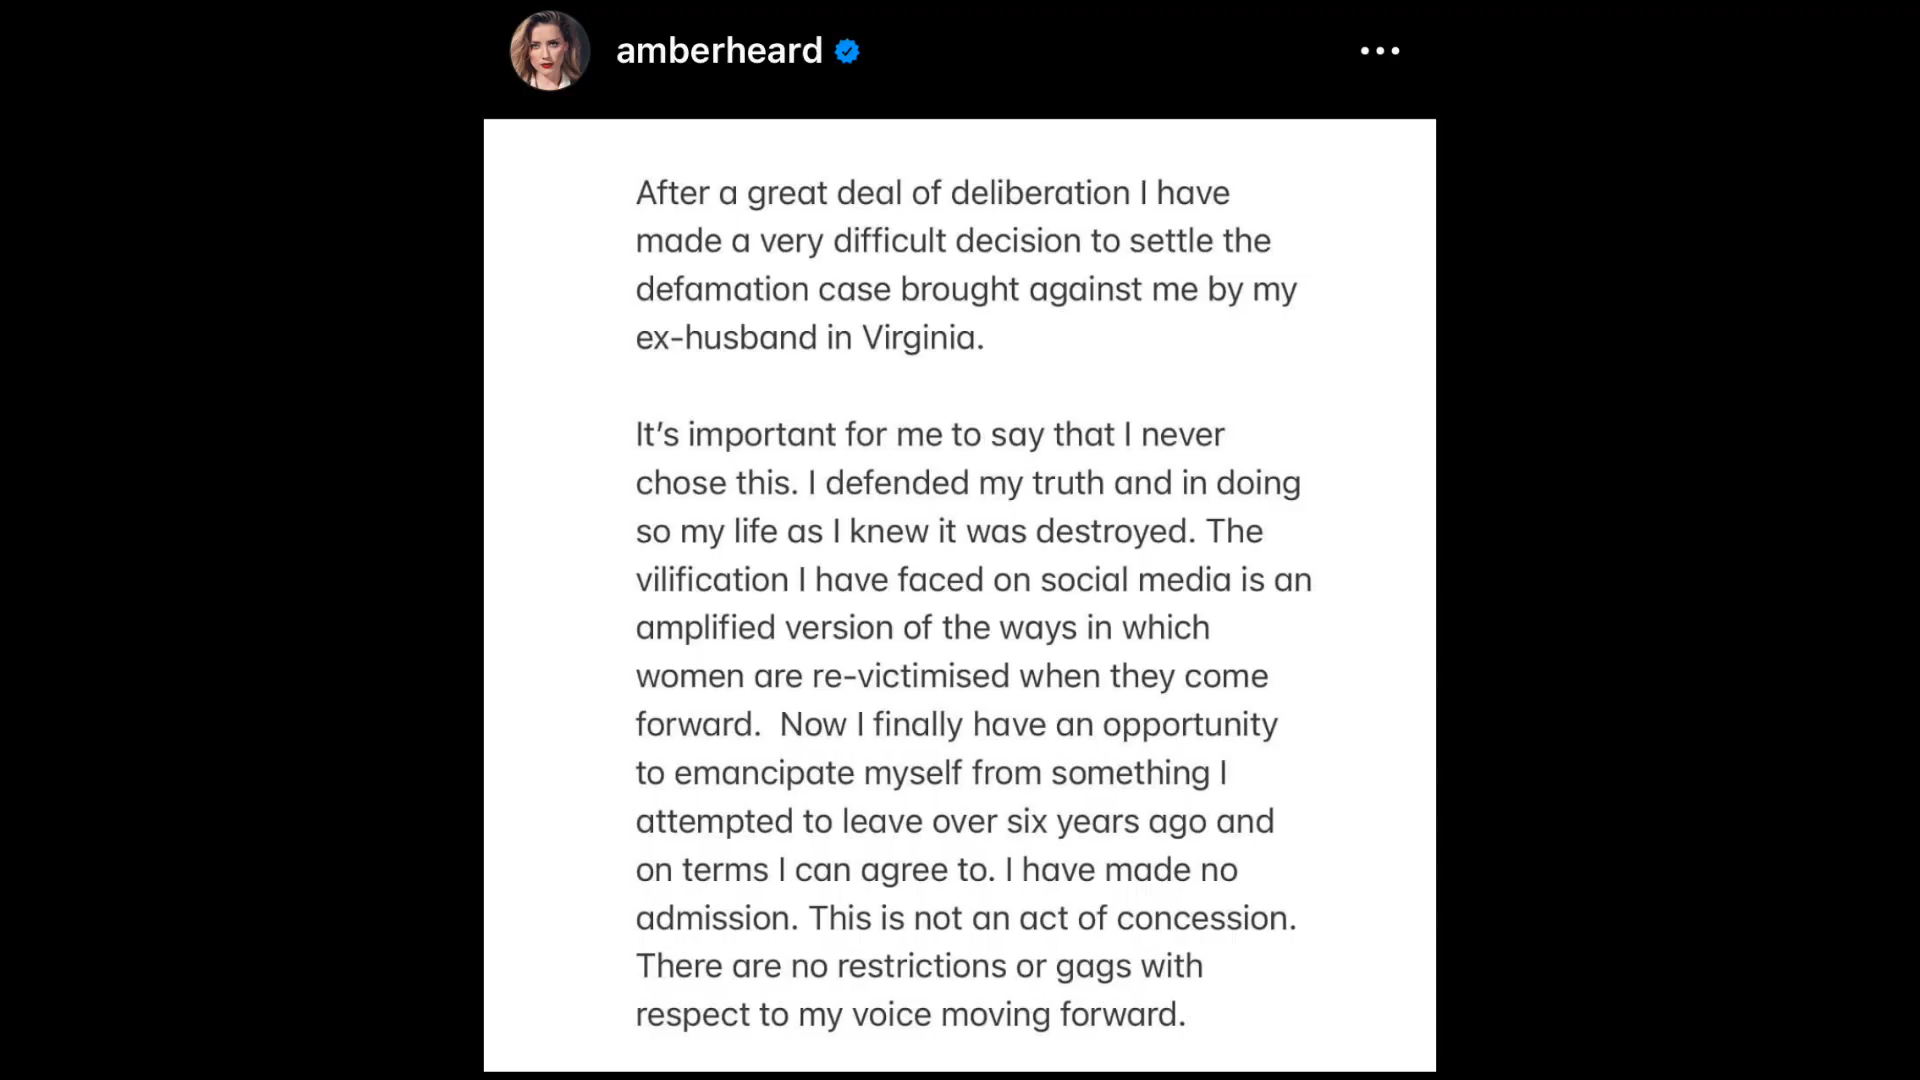 amberheard
After a great deal of deliberation I have
made a very difficult decision to settle the
defamation case brought against me by my
ex-husband in Virginia.
It’s important for me to say that I never
chose this. I defended my truth and in doing
so my life as I knew it was destroyed. The
vilification I have faced on social media is an
amplified version of the ways in which
women are re-victimised when they come
forward.  Now I finally have an opportunity
to emancipate myself from something I
attempted to leave over six years ago and
on terms I can agree to. I have made no
admission. This is not an act of concession.
There are no restrictions or gags with
respect to my voice moving forward.